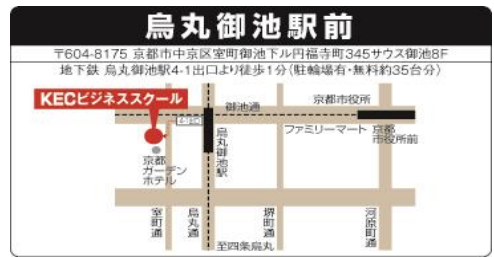 烏丸御池駅前
〒604-8175 京都市中京区室町御池下ル円福寺町345サウス御池8F
地下鉄 烏丸御池駅4-1出口より徒歩1分(駐輪場有・無料約35台分)
KECビジネススクール
御池通
京都市役所
4-1出口
烏丸御池駅
ファミリーマート
京都
市役所前
京都
ガーデン
ホテル
室町通
烏丸通
堺町通
河原町通
至四条烏丸